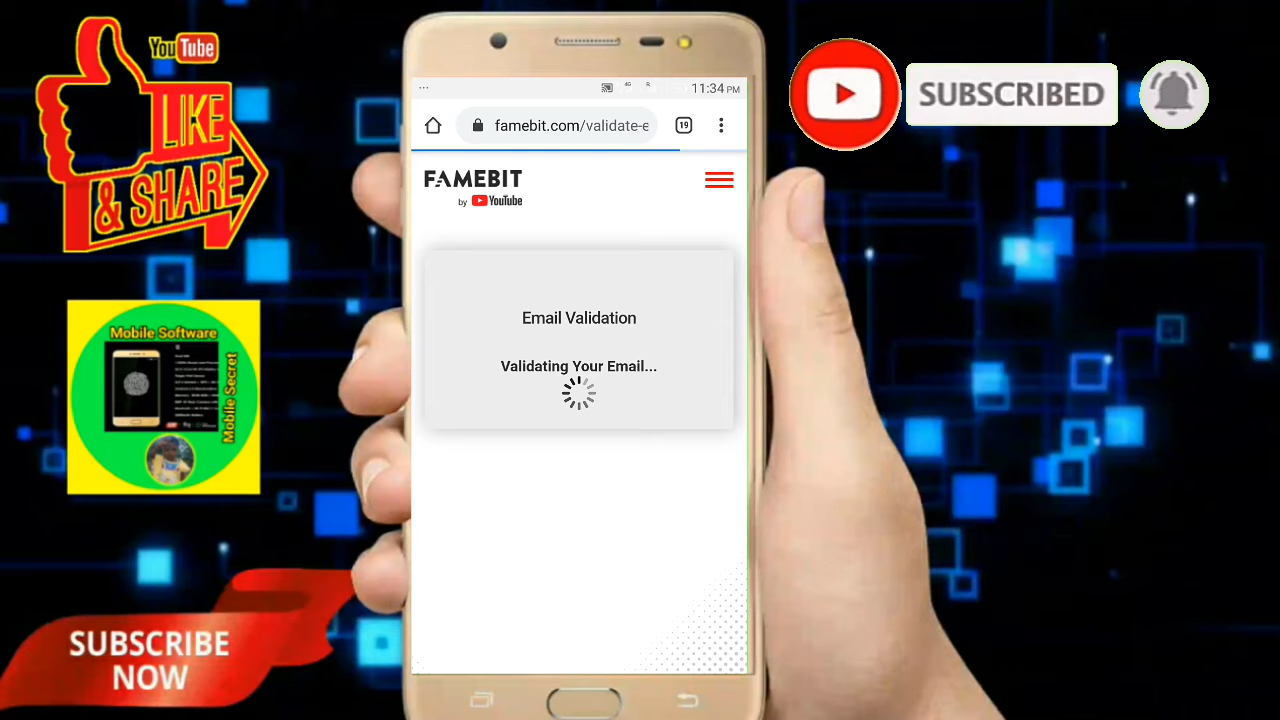 YouTube
LIKE
& SHARE
Mobile Software
Mobile Secret
SUBSCRIBE
NOW
11:34 PM
famebit.com/validate-e
19
FAMEBIT
by YouTube
Email Validation
Validating Your Email...
SUBSCRIBED